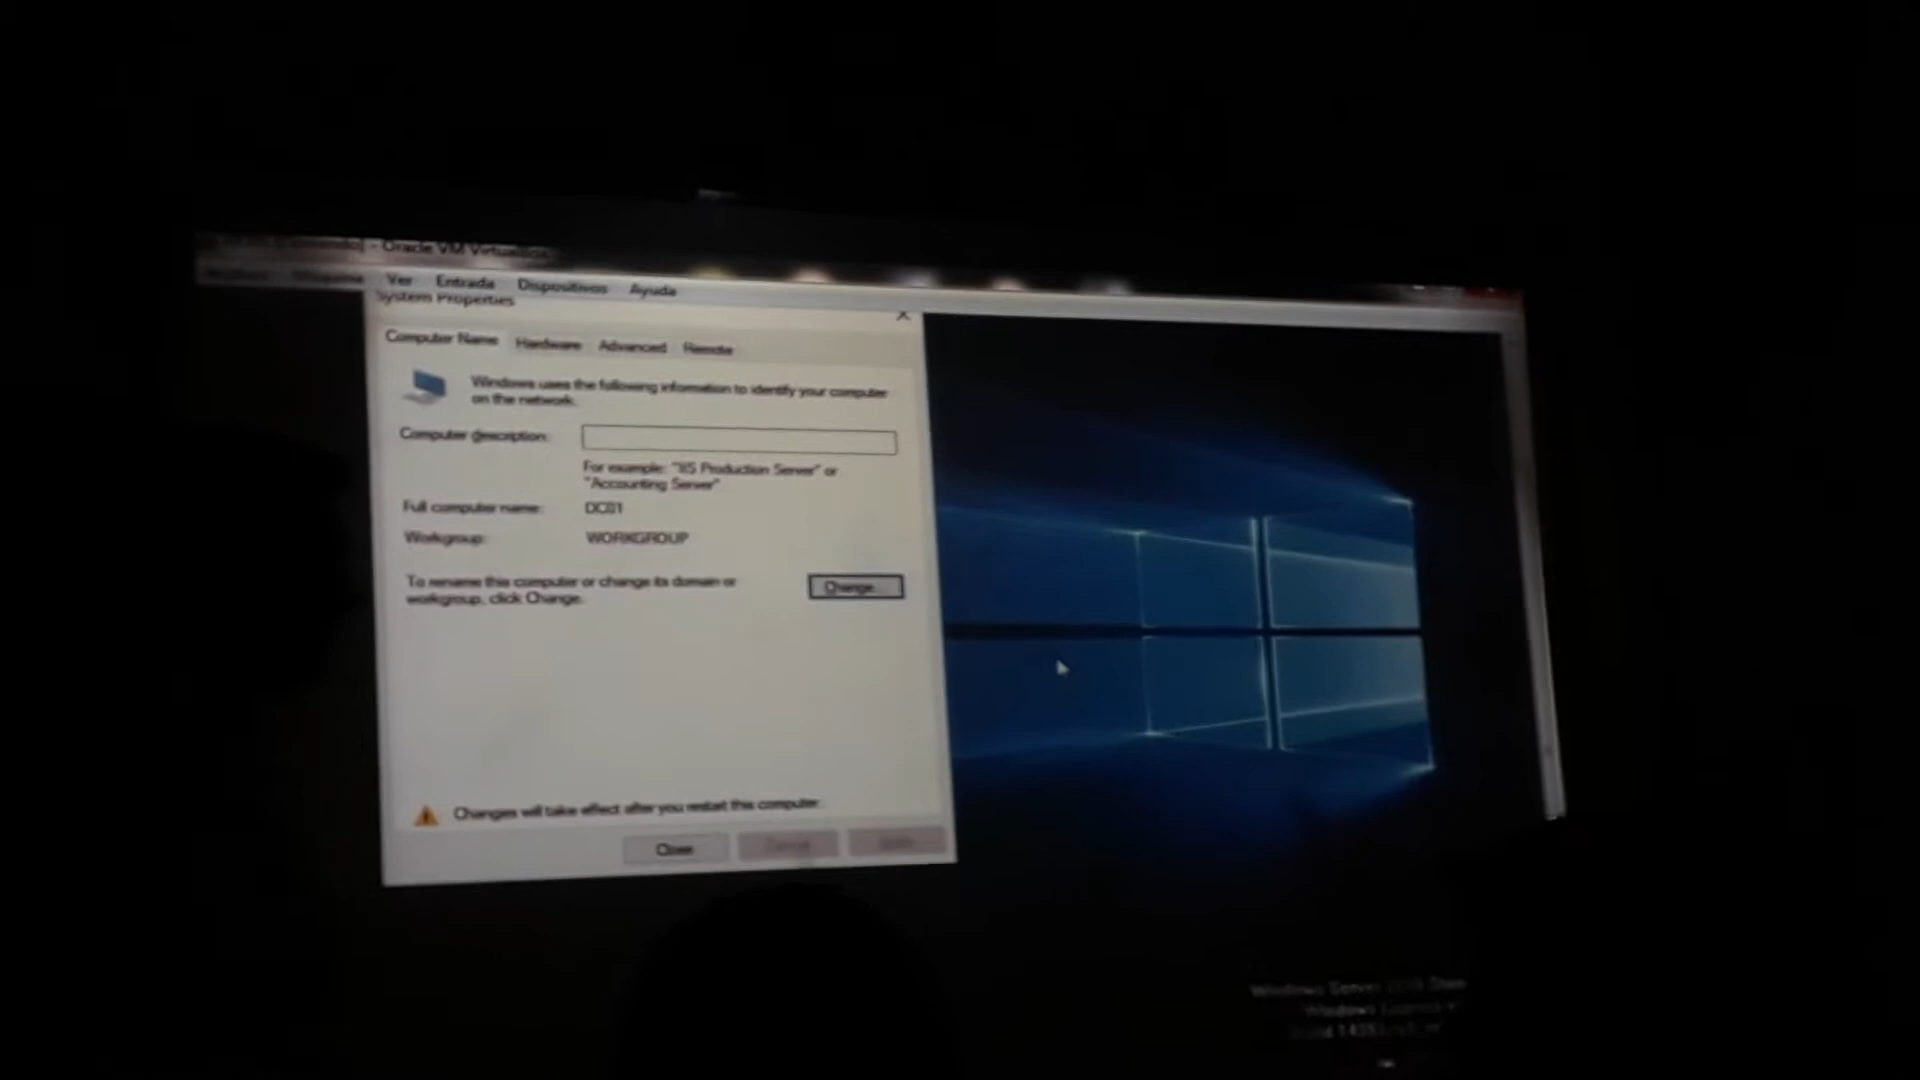 - Oracle VM VirtualBox
Ver Entrada Dispositivos Ayuda
System Properties
Computer Name Hardware Advanced Remote
Windows uses the following information to identify your computer
on the network.
Computer description:
For example: "IIS Production Server" or
"Accounting Server"
Full computer name: DC01
Workgroup: WORKGROUP
To rename this computer or change its domain or
workgroup, click Change.
Change...
Changes will take effect after you restart this computer.
Close
Windows Server
Windows